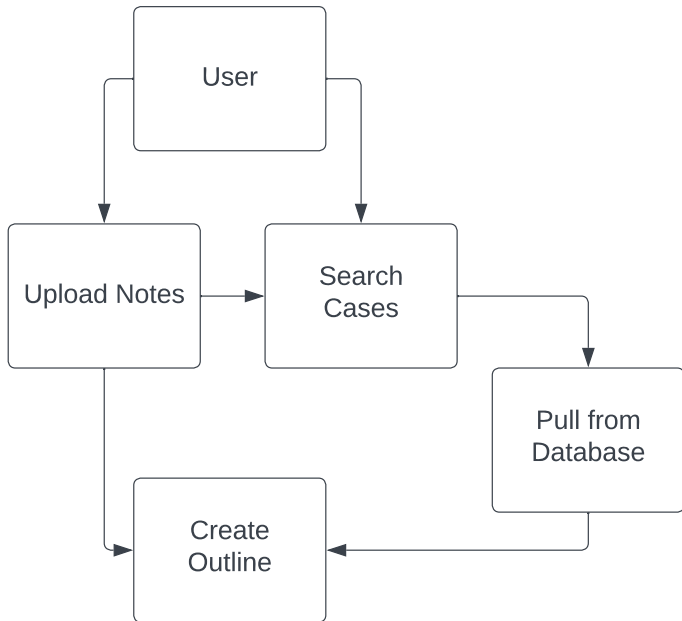 User
Upload Notes
Search
Cases
Pull from
Database
Create
Outline